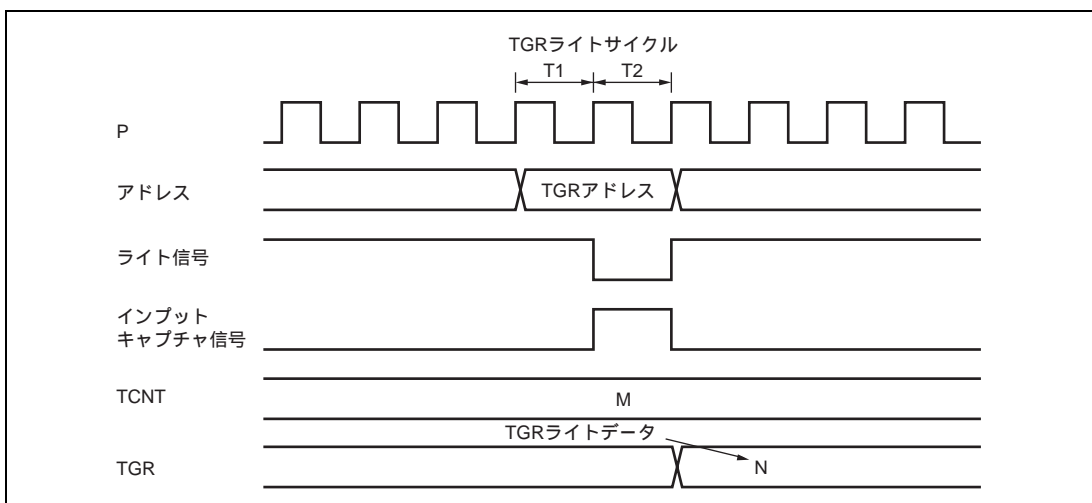 TGRライトサイクル
T1 T2
P
アドレス TGRアドレス
ライト信号
インプット
キャプチャ信号
TCNT M
TGRライトデータ
TGR N